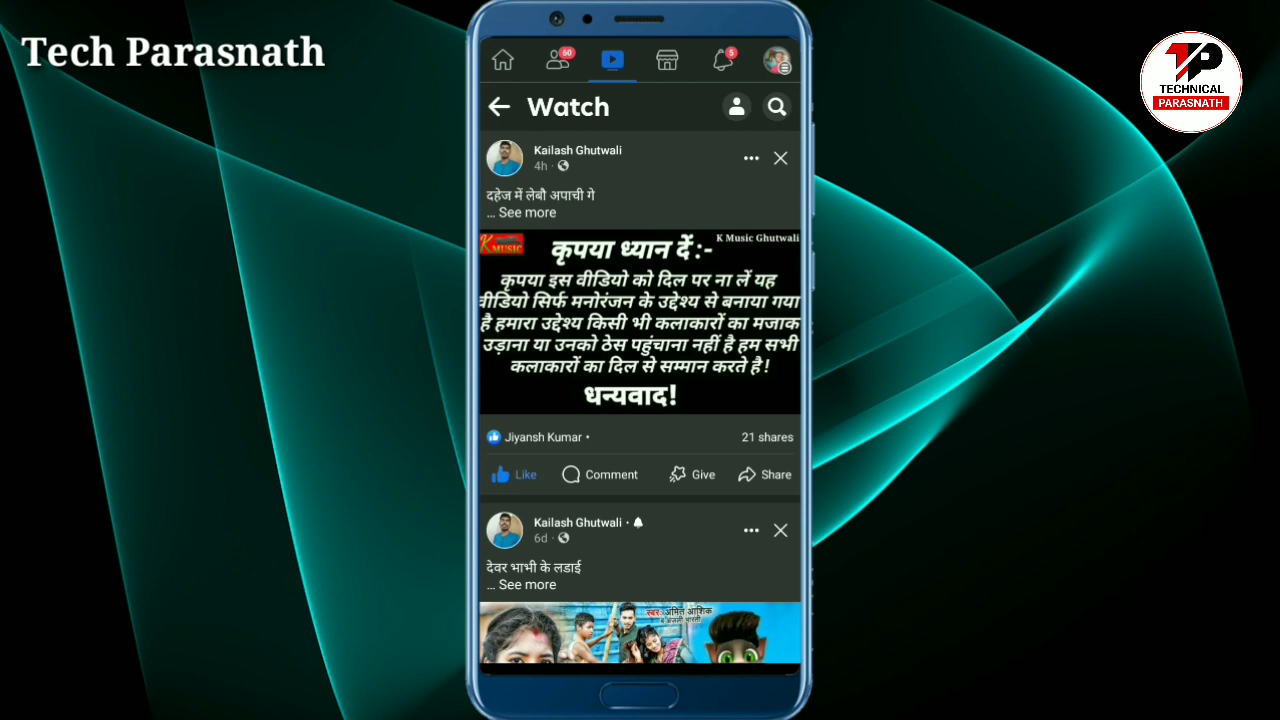 Tech Parasnath
TP
TECHNICAL
PARASNATH
60
5
Watch
Kailash Ghutwali
4h ·
दहेज में लेबौ अपाची गे
... See more
K MUSIC
K Music Ghutwali
कृपया ध्यान दें :-
कृपया इस वीडियो को दिल पर ना लें यह
वीडियो सिर्फ मनोरंजन के उद्देश्य से बनाया गया
है हमारा उद्देश्य किसी भी कलाकारों का मजाक
उड़ाना या उनको ठेस पहुंचाना नहीं है हम सभी
कलाकारों का दिल से सम्मान करते है!
धन्यवाद!
Jiyansh Kumar •
21 shares
Like
Comment
Give
Share
Kailash Ghutwali •
6d ·
देवर भाभी के लडाई
... See more
स्वर: अमित आशिक